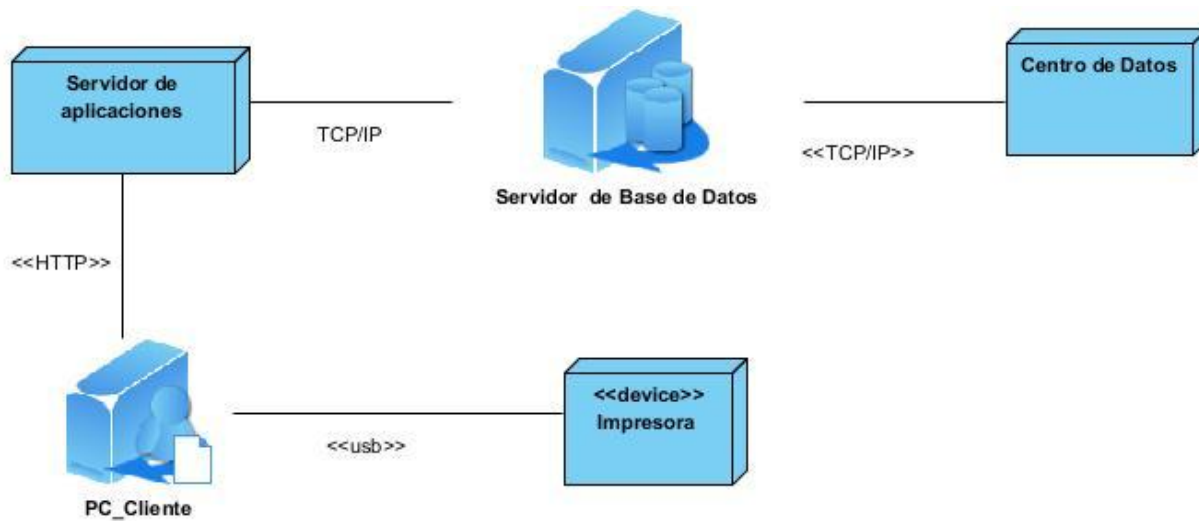 Servidor de
aplicaciones
TCP/IP
Servidor de Base de Datos
<<TCP/IP>>
Centro de Datos
<<HTTP>>
PC_Cliente
<<usb>>
<<device>>
Impresora